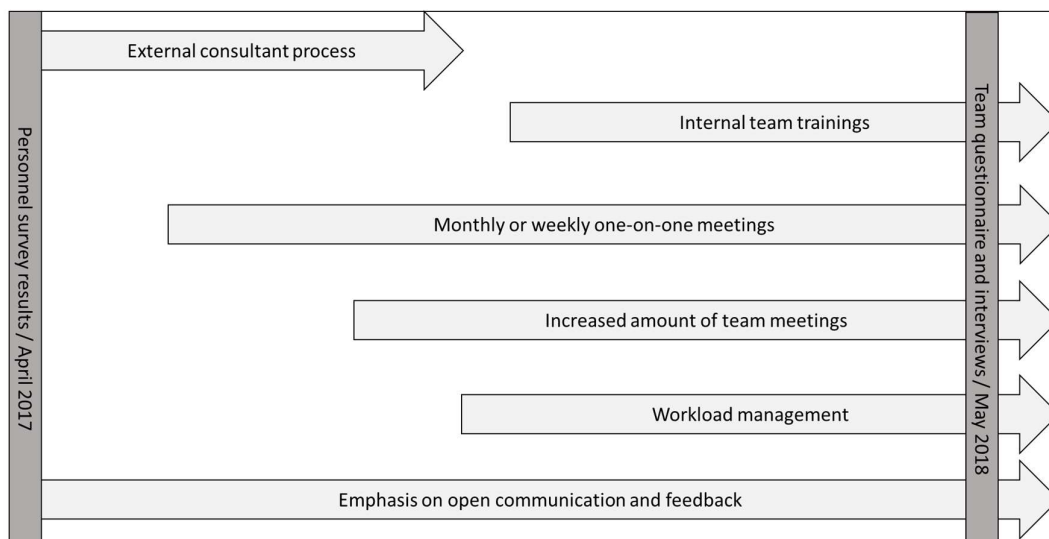 External consultant process
Internal team trainings
Monthly or weekly one-on-one meetings
Increased amount of team meetings
Workload management
Emphasis on open communication and feedback
Personnel survey results / April 2017
Team questionnaire and interviews / May 2018